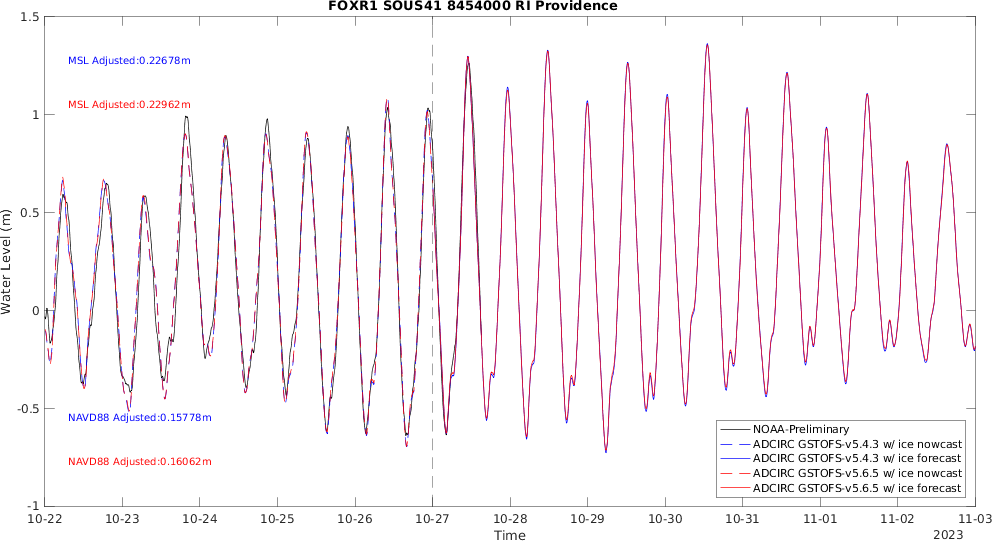 FOXR1 SOUS41 8454000 RI Providence
1.5
MSL Adjusted:0.22678m
MSL Adjusted:0.22962m
1
0.5
Water Level (m)
0
-0.5
NAVD88 Adjusted:0.15778m
NAVD88 Adjusted:0.16062m
NOAA-Preliminary
ADCIRC GSTOFS-v5.4.3 w/ ice nowcast
ADCIRC GSTOFS-v5.4.3 w/ ice forecast
ADCIRC GSTOFS-v5.6.5 w/ ice nowcast
ADCIRC GSTOFS-v5.6.5 w/ ice forecast
-1
10-22 10-23 10-24 10-25 10-26 10-27 10-28 10-29 10-30 10-31 11-01 11-02 11-03
Time
2023